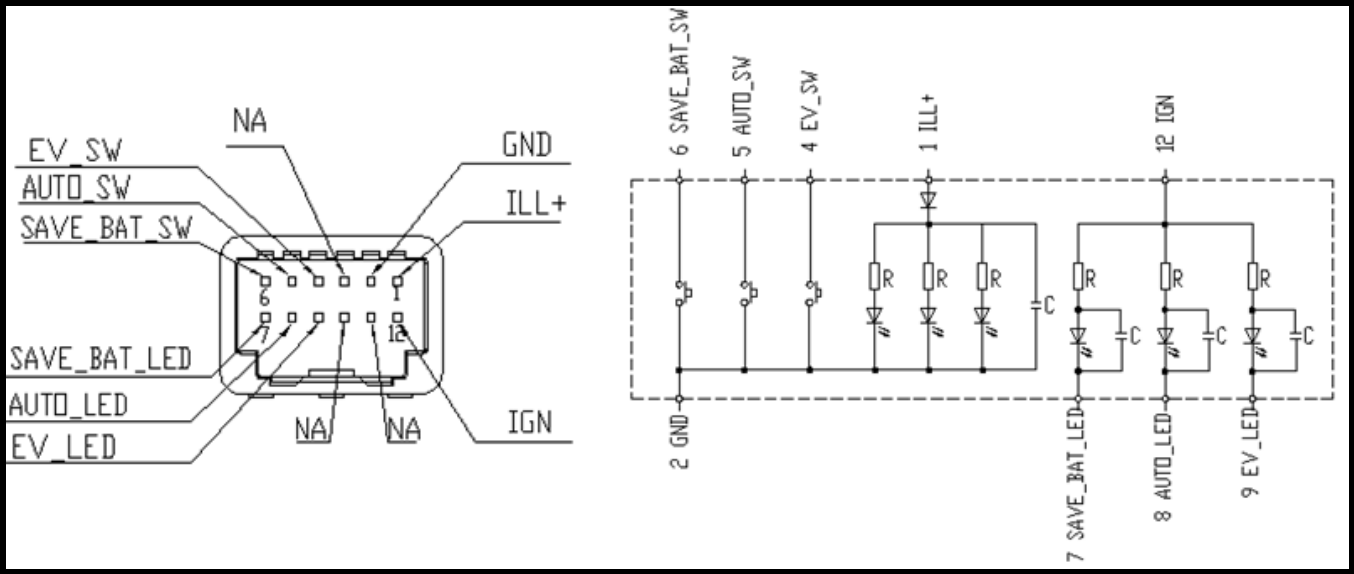 NA
EV_SW
GND
AUTO_SW
ILL+
SAVE_BAT_SW
6
1
7
12
SAVE_BAT_LED
AUTO_LED
NA
NA
IGN
EV_LED
6 SAVE_BAT_SW
5 AUTO_SW
4 EV_SW
1 ILL+
12 IGN
R
R
R
C
R
R
R
C
C
C
2 GND
7 SAVE_BAT_LED
8 AUTO_LED
9 EV_LED